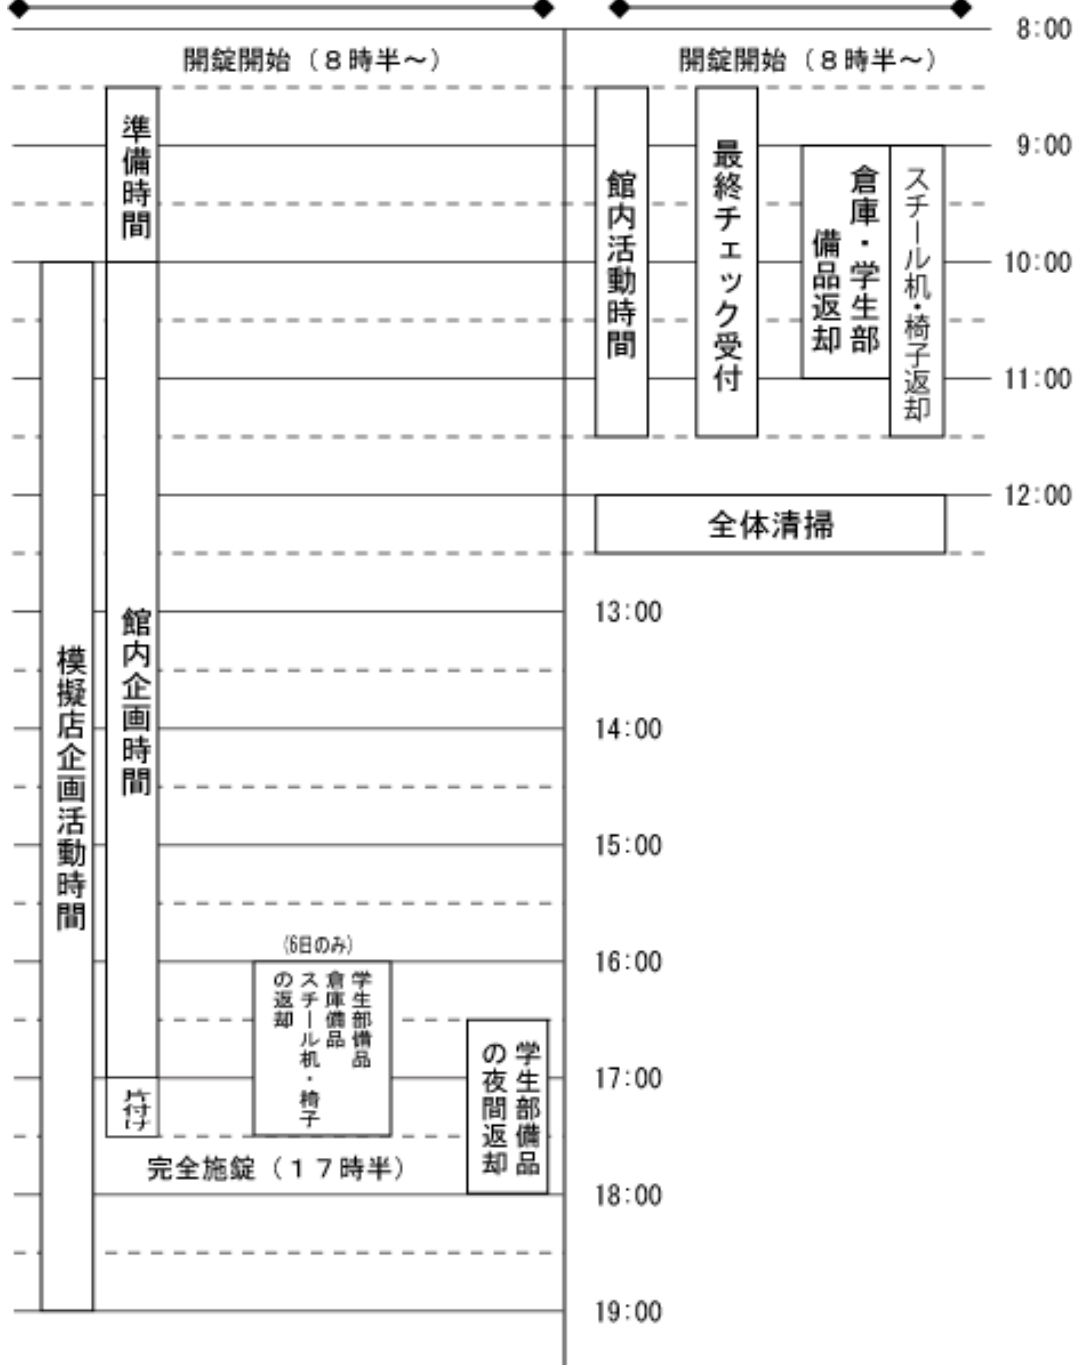 8:00
開錠開始（８時半～）
開錠開始（８時半～）
準備時間
館内活動時間
最終チェック受付
倉庫・学生部
備品返却
スチール机・椅子返却
9:00
10:00
11:00
12:00
全体清掃
模擬店企画活動時間
館内企画時間
13:00
14:00
15:00
(6日のみ)
16:00
学生部備品
倉庫備品
スチール机・椅子
の返却
学生部備品
の夜間返却
17:00
片付け
完全施錠（１７時半）
18:00
19:00